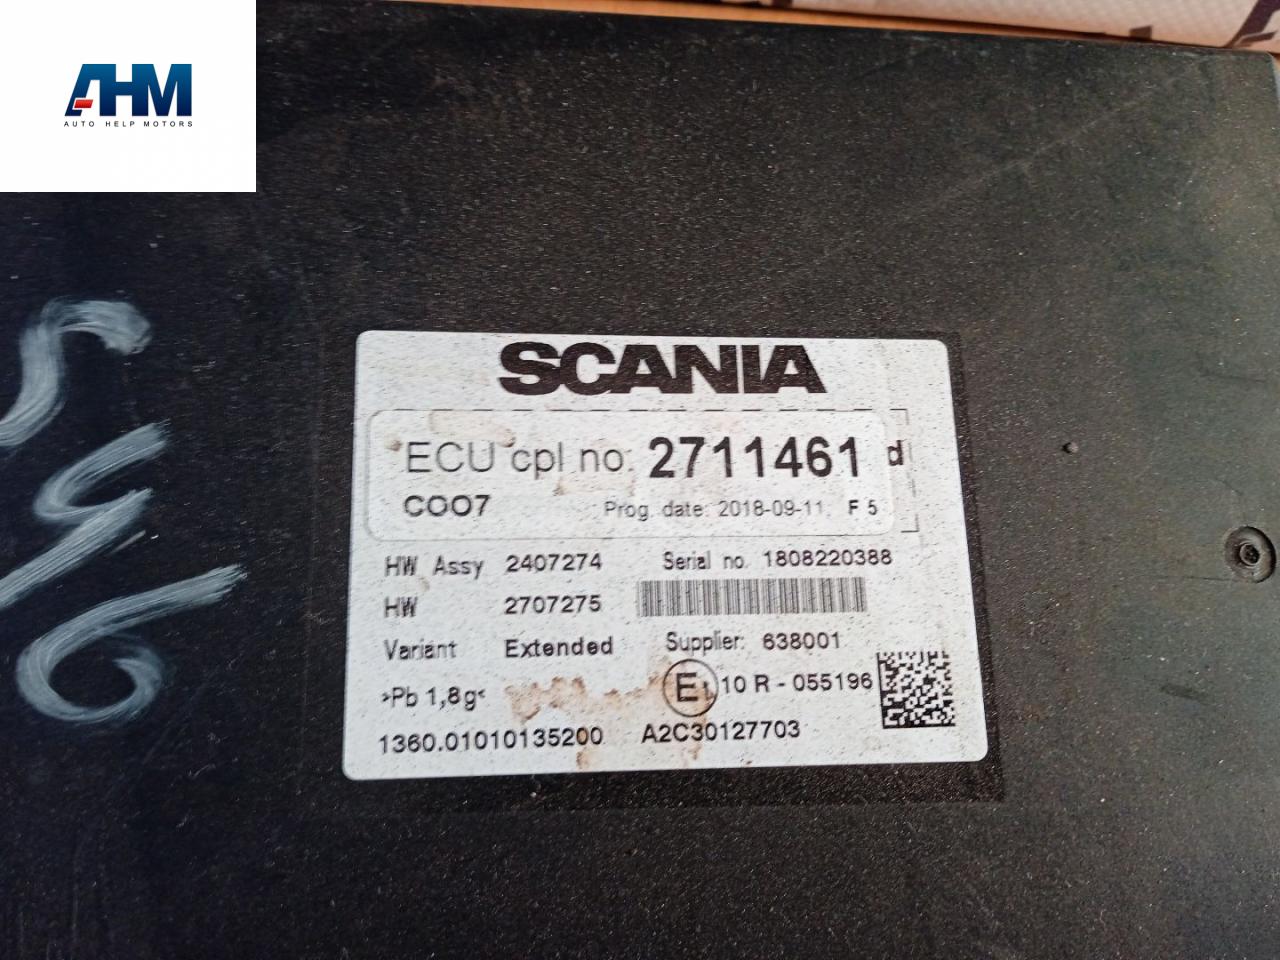 AHM
AUTO HELP MOTORS
SCANIA
ECU cpl no: 2711461 d
COO7 Prog. date: 2018-09-11. F 5
HW Assy 2407274 Serial no. 1808220388
HW 2707275
Variant Extended Supplier: 638001
>Pb 1,8g< E1 10 R - 055196
1360.01010135200 A2C30127703